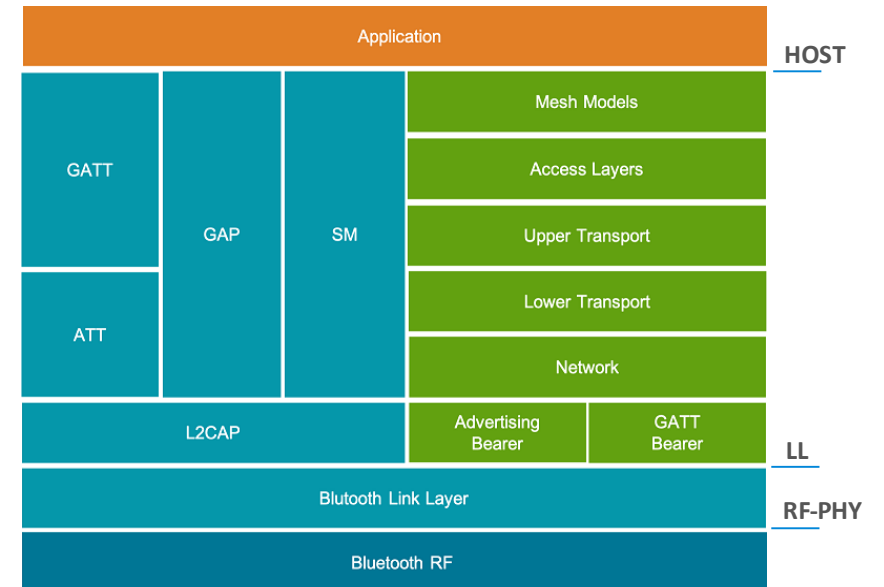 Application
HOST
Mesh Models
GATT
Access Layers
GAP
SM
Upper Transport
Lower Transport
ATT
Network
L2CAP
Advertising
Bearer
GATT
Bearer
LL
Blutooth Link Layer
RF-PHY
Bluetooth RF